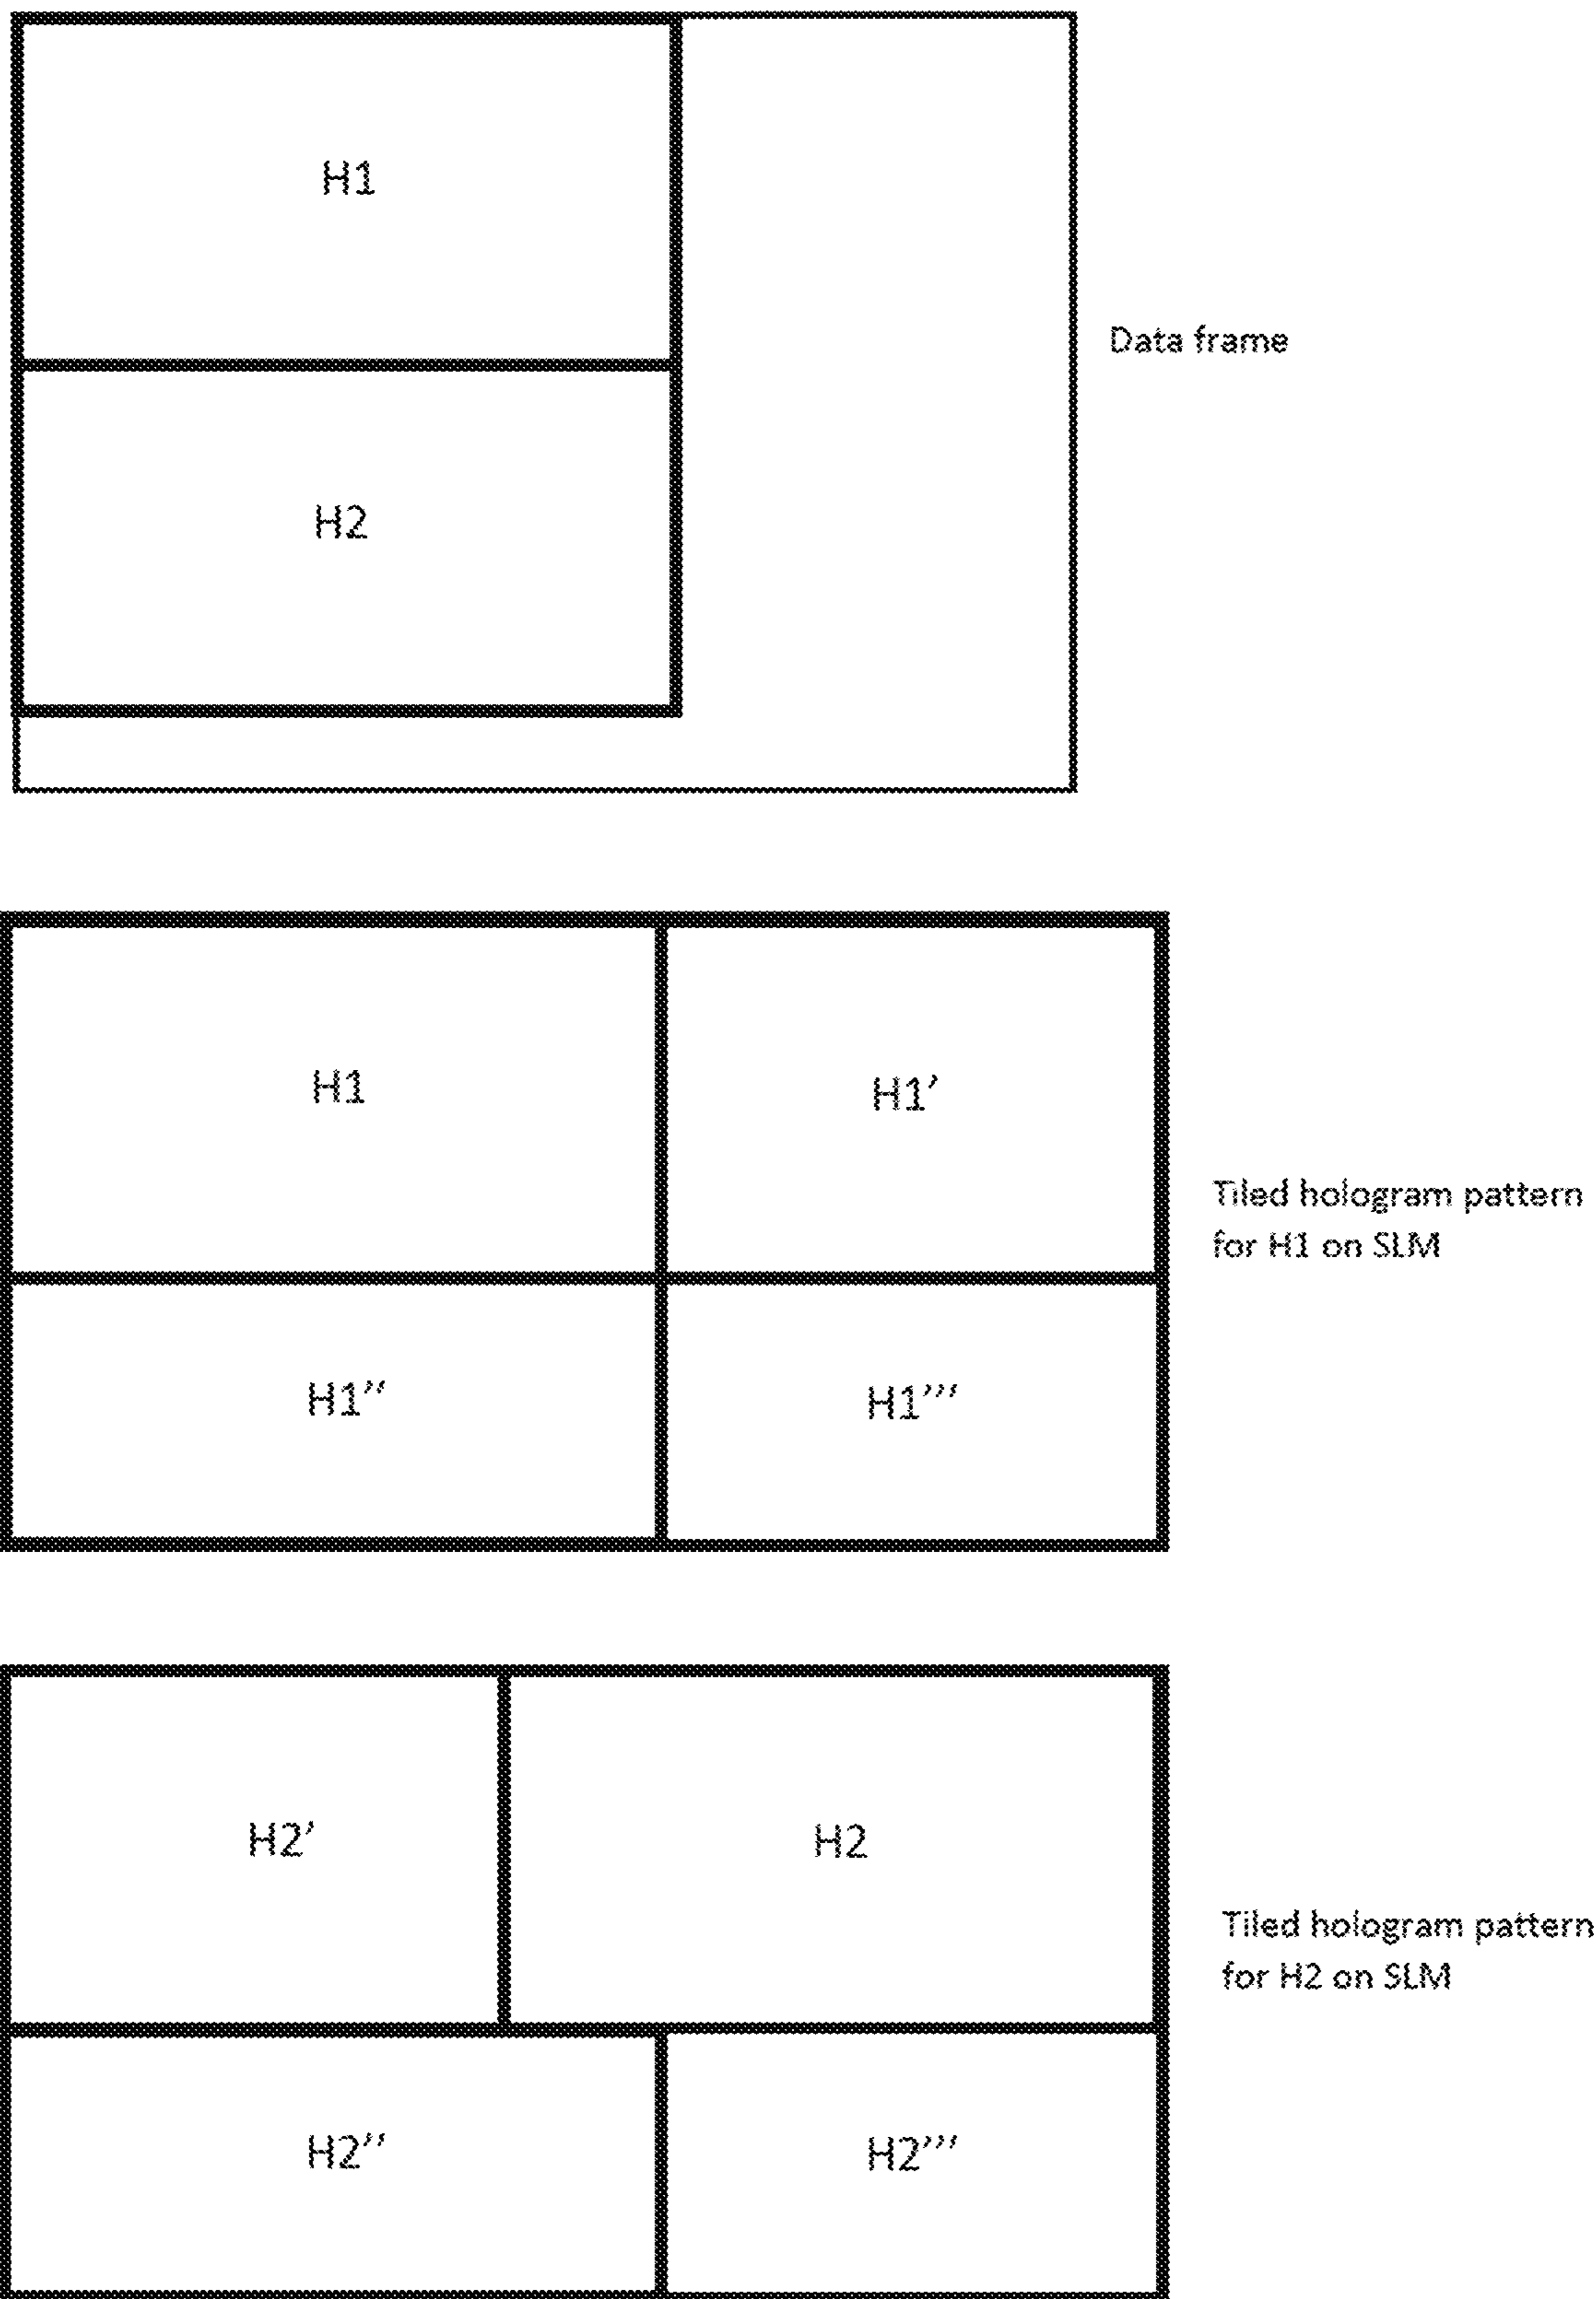 H1
H2
Data frame
H1
H1’
H1’’
H1’’’
Tiled hologram pattern
for H1 on SLM
H2’
H2
H2’’
H2’’’
Tiled hologram pattern
for H2 on SLM